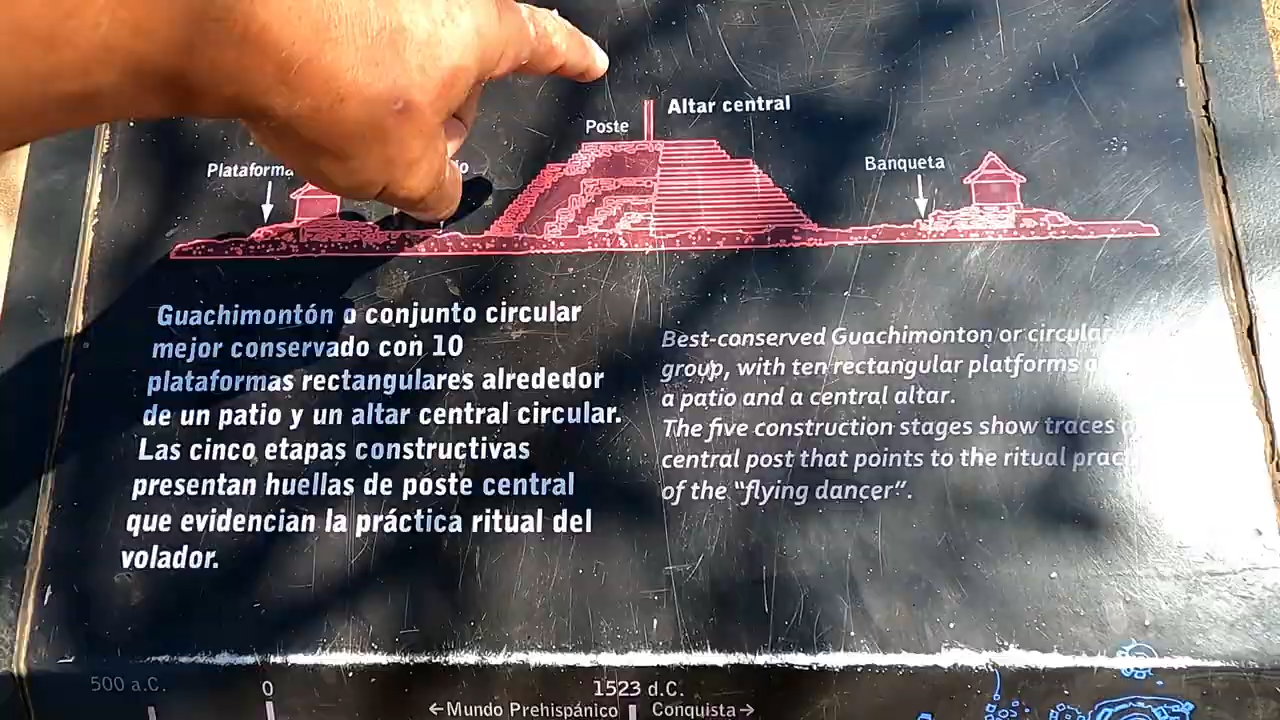 Altar central
Poste
Plataforma
Banqueta
Guachimontón o conjunto circular
mejor conservado con 10
plataformas rectangulares alrededor
de un patio y un altar central circular.
Las cinco etapas constructivas
presentan huellas de poste central
que evidencian la práctica ritual del
volador.
Best-conserved Guachimonton or circular
group, with ten rectangular platforms
a patio and a central altar.
The five construction stages show traces
central post that points to the ritual
of the “flying dancer”.
500 a.C.
0
1523 d.C.
←Mundo Prehispánico
Conquista→